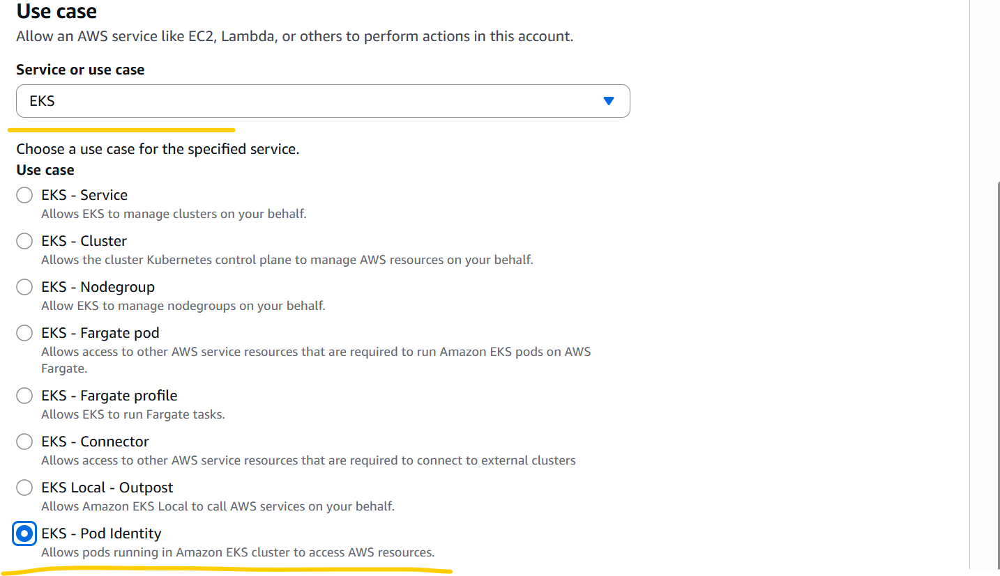 Use case
Allow an AWS service like EC2, Lambda, or others to perform actions in this account.
Service or use case
EKS
Choose a use case for the specified service.
Use case
EKS - Service
Allows EKS to manage clusters on your behalf.
EKS - Cluster
Allows the cluster Kubernetes control plane to manage AWS resources on your behalf.
EKS - Nodegroup
Allow EKS to manage nodegroups on your behalf.
EKS - Fargate pod
Allows access to other AWS service resources that are required to run Amazon EKS pods on AWS
Fargate.
EKS - Fargate profile
Allows EKS to run Fargate tasks.
EKS - Connector
Allows access to other AWS service resources that are required to connect to external clusters
EKS Local - Outpost
Allows Amazon EKS Local to call AWS services on your behalf.
EKS - Pod Identity
Allows pods running in Amazon EKS cluster to access AWS resources.